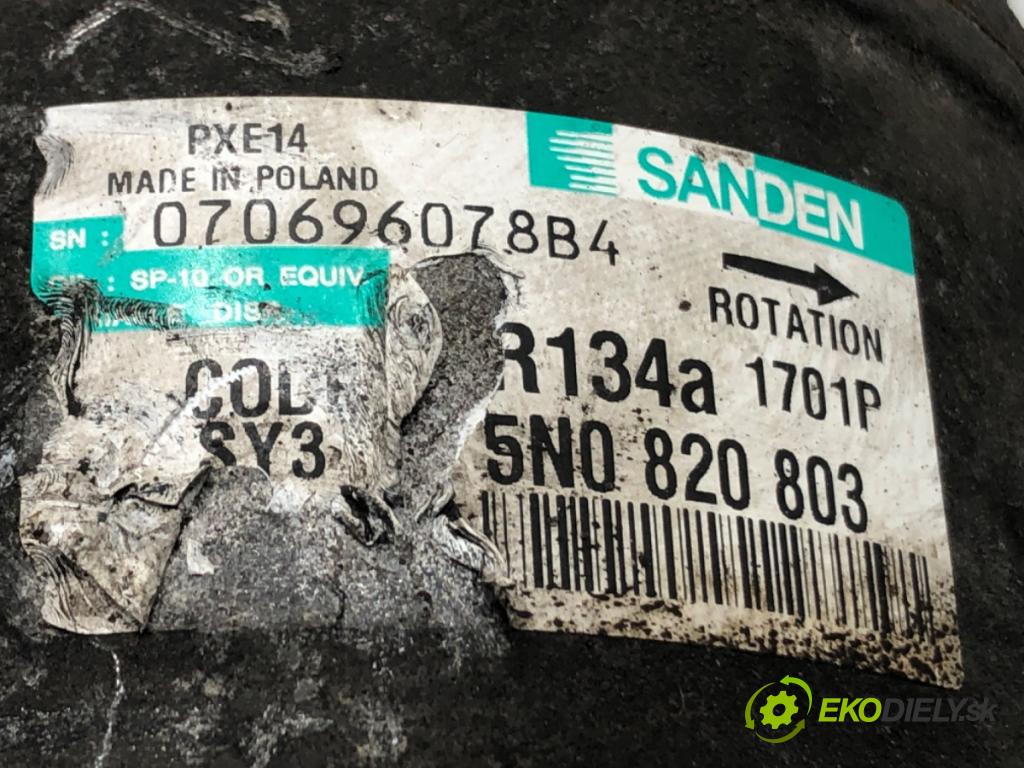 PXE14
MADE IN POLAND
SANDEN
SN : 070696078B4
: SP-10 OR EQUIV
ROTATION
R134a 1701P
SY3
5N0 820 803
EKODIELY.sk